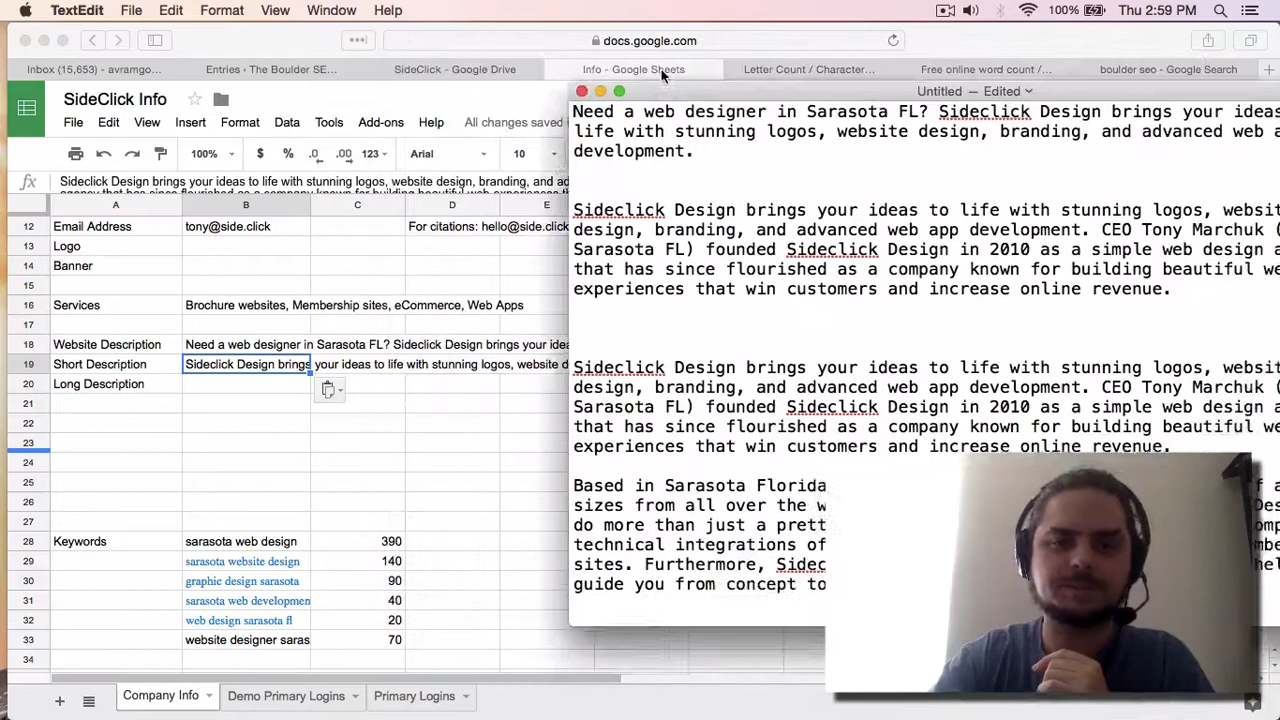 TextEdit File Edit Format View Window Help 100% Thu 2:59 PM
docs.google.com
Inbox (15,653) - avramgo... Entries ‹ The Boulder SE... SideClick - Google Drive Info - Google Sheets Letter Count / Character... Free online word count /... boulder seo - Google Search
SideClick Info
File Edit View Insert Format Data Tools Add-ons Help All changes saved
100% $ % .0 .00 123 Arial 10
fx Sideclick Design brings your ideas to life with stunning logos, website design, branding, and ad
A B C D E
12 Email Address tony@side.click For citations: hello@side.click
13 Logo
14 Banner
15
16 Services Brochure websites, Membership sites, eCommerce, Web Apps
17
18 Website Description Need a web designer in Sarasota FL? Sideclick Design brings your idea
19 Short Description Sideclick Design brings your ideas to life with stunning logos, website d
20 Long Description
21
22
23
24
25
26
27
28 Keywords sarasota web design 390
29 sarasota website design 140
30 graphic design sarasota 90
31 sarasota web developmen 40
32 web design sarasota fl 20
33 website designer saras 70
34
Company Info Demo Primary Logins Primary Logins
Untitled — Edited
Need a web designer in Sarasota FL? Sideclick Design brings your ideas
life with stunning logos, website design, branding, and advanced web a
development.
Sideclick Design brings your ideas to life with stunning logos, websit
design, branding, and advanced web app development. CEO Tony Marchuk (
Sarasota FL) founded Sideclick Design in 2010 as a simple web design a
that has since flourished as a company known for building beautiful we
experiences that win customers and increase online revenue.
Sideclick Design brings your ideas to life with stunning logos, websit
design, branding, and advanced web app development. CEO Tony Marchuk (
Sarasota FL) founded Sideclick Design in 2010 as a simple web design a
that has since flourished as a company known for building beautiful we
experiences that win customers and increase online revenue.
Based in Sarasota Florida f a
sizes from all over the w Des
do more than just a prett omp
technical integrations of mbe
sites. Furthermore, Sidec hel
guide you from concept to